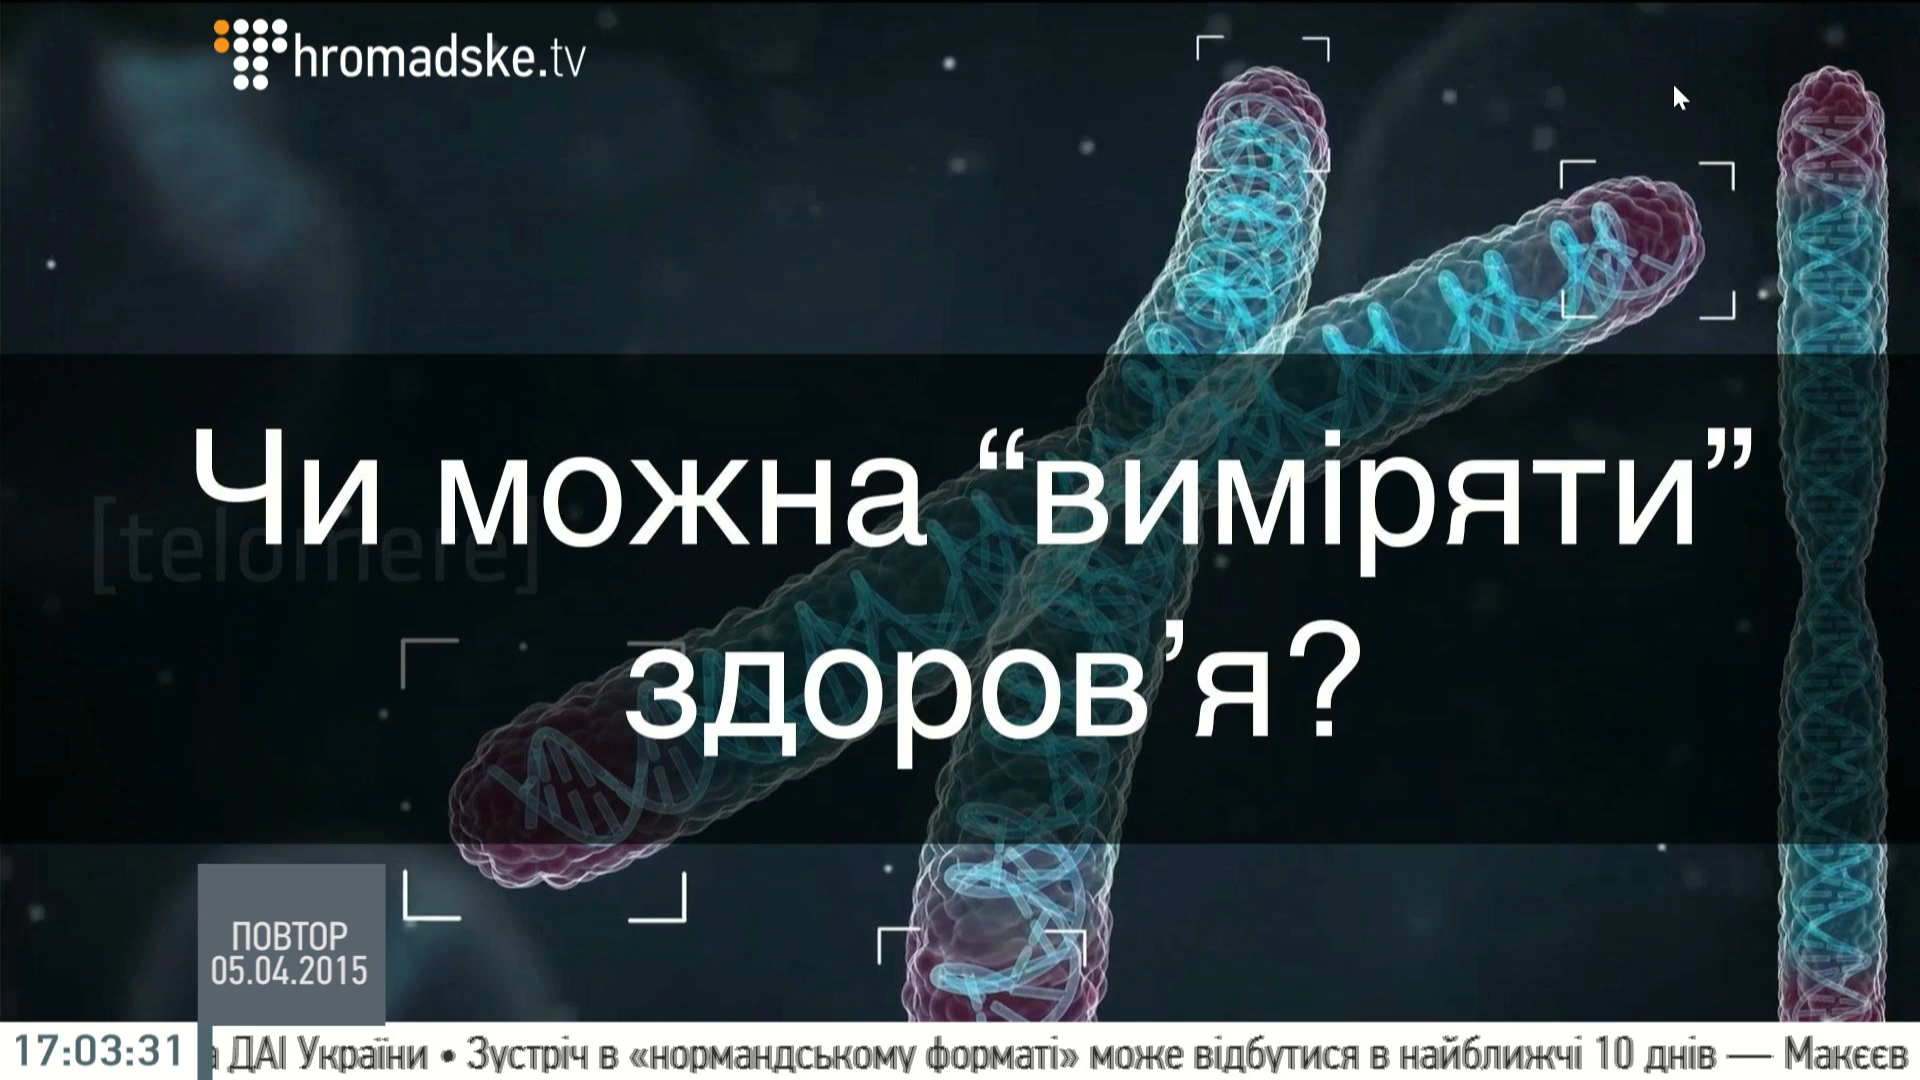 hromadske.tv
Чи можна “виміряти”
[telomere]
здоров’я?
ПОВТОР
05.04.2015
17:03:31 а ДАІ України • Зустріч в «нормандському форматі» може відбутися в найближчі 10 днів — Макєєв